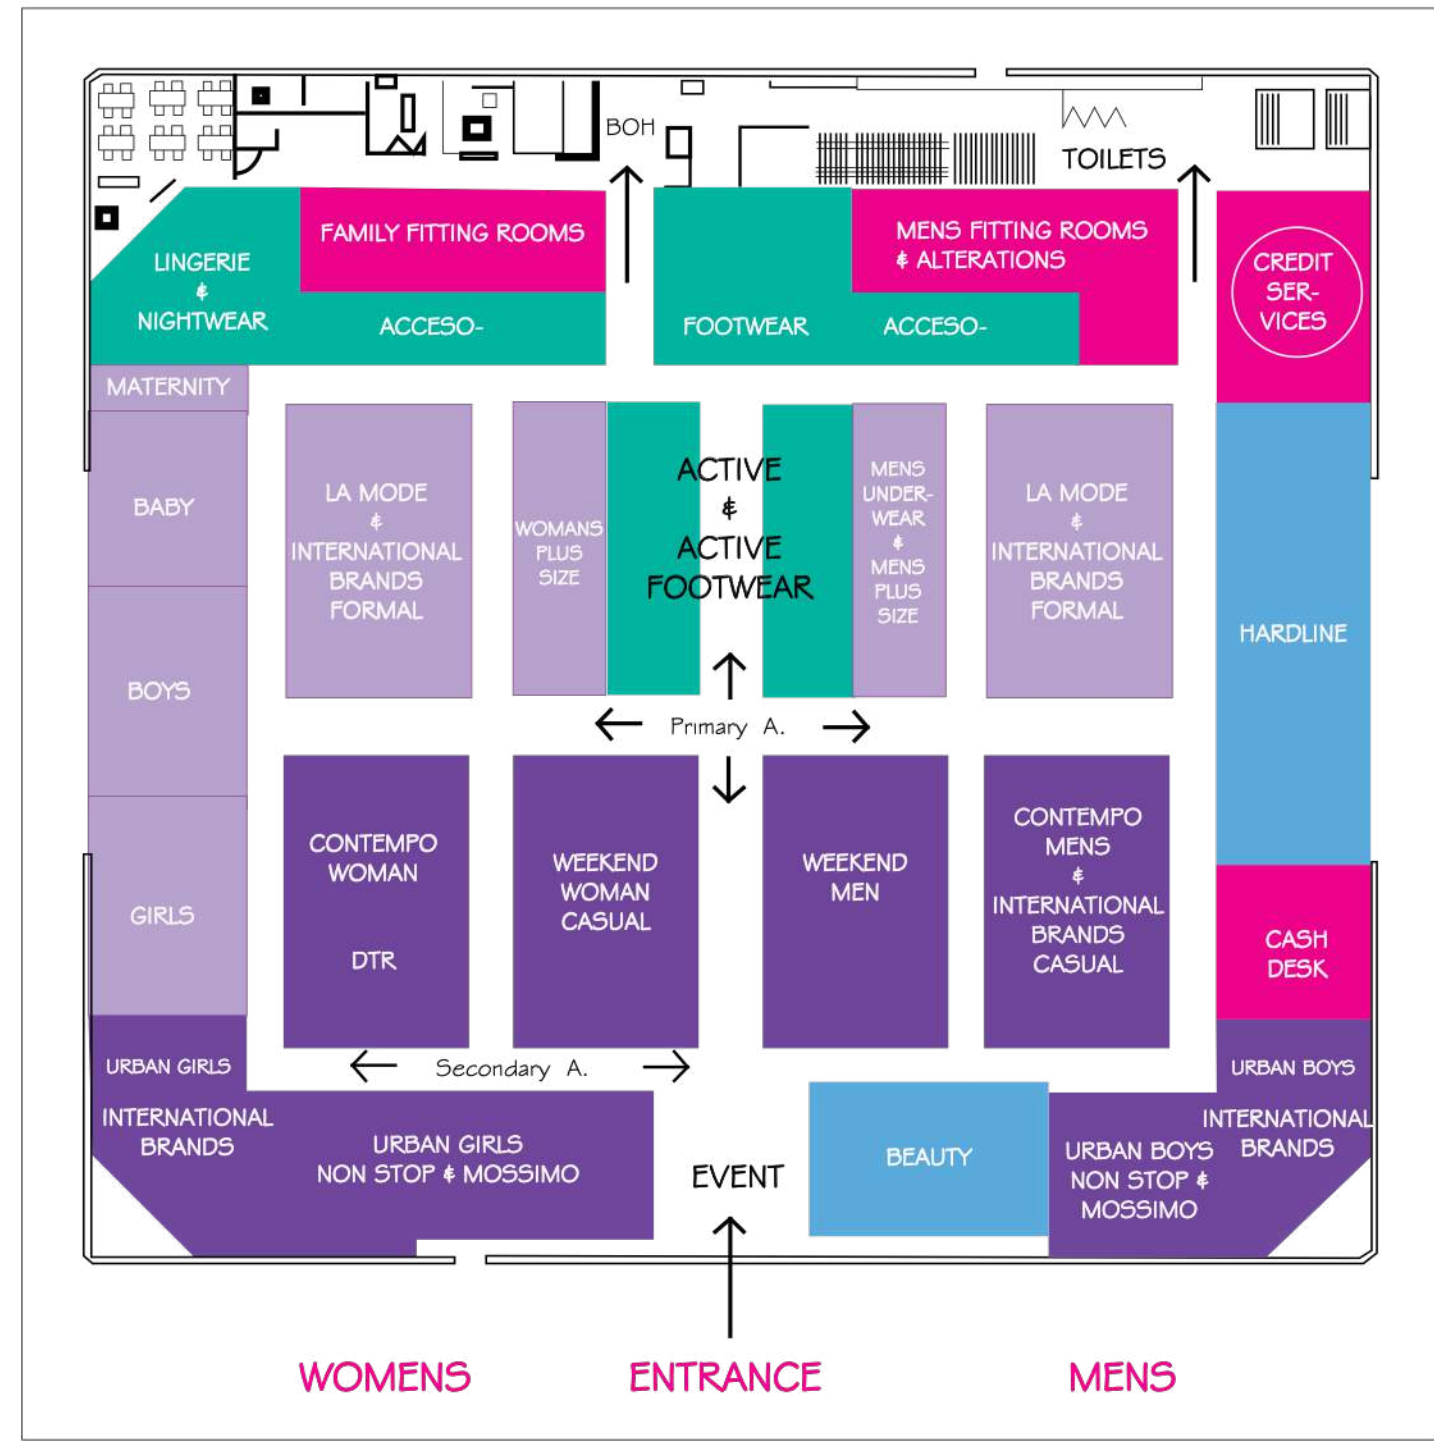 BOH
TOILETS
LINGERIE
&
NIGHTWEAR
FAMILY FITTING ROOMS
ACCESO-
FOOTWEAR
MENS FITTING ROOMS
& ALTERATIONS
ACCESO-
CREDIT
SER-
VICES
MATERNITY
BABY
BOYS
GIRLS
LA MODE
&
INTERNATIONAL
BRANDS
FORMAL
WOMANS
PLUS
SIZE
ACTIVE
&
ACTIVE
FOOTWEAR
MENS
UNDER-
WEAR
&
MENS
PLUS
SIZE
LA MODE
&
INTERNATIONAL
BRANDS
FORMAL
HARDLINE
Primary A.
CONTEMPO
WOMAN
DTR
WEEKEND
WOMAN
CASUAL
WEEKEND
MEN
CONTEMPO
MENS
&
INTERNATIONAL
BRANDS
CASUAL
CASH
DESK
Secondary A.
URBAN GIRLS
INTERNATIONAL
BRANDS
URBAN GIRLS
NON STOP & MOSSIMO
EVENT
BEAUTY
URBAN BOYS
NON STOP &
MOSSIMO
URBAN BOYS
INTERNATIONAL
BRANDS
WOMENS
ENTRANCE
MENS